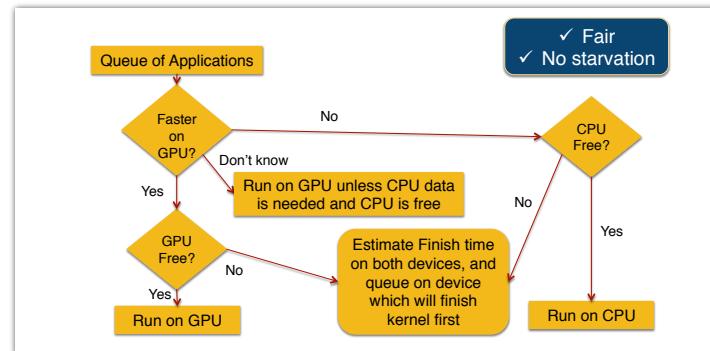 ✓ Fair
✓ No starvation
Queue of Applications
Faster
on
GPU?
No
CPU
Free?
Don't know
Run on GPU unless CPU data
is needed and CPU is free
Yes
No
GPU
Free?
No
Estimate Finish time
on both devices, and
queue on device
which will finish
kernel first
Yes
Yes
Run on GPU
Run on CPU